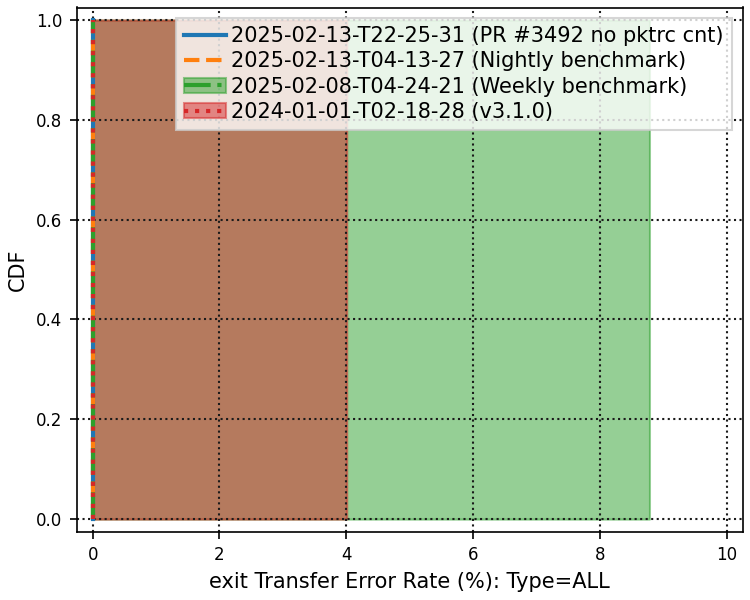 1.0
0.8
0.6
0.4
0.2
0.0
CDF
2025-02-13-T22-25-31 (PR #3492 no pktrc cnt)
2025-02-13-T04-13-27 (Nightly benchmark)
2025-02-08-T04-24-21 (Weekly benchmark)
2024-01-01-T02-18-28 (v3.1.0)
0 2 4 6 8 10
exit Transfer Error Rate (%): Type=ALL